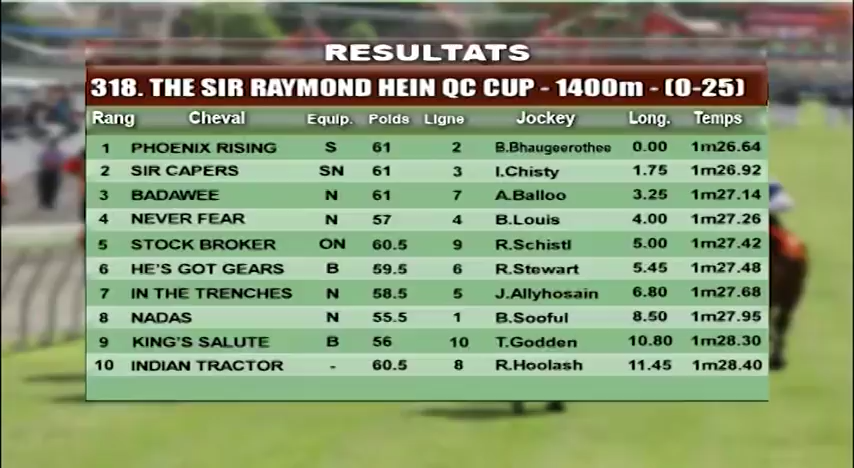 RESULTATS
318. THE SIR RAYMOND HEIN QC CUP - 1400m - (0-25)
Rang Cheval Equip. Poids Ligne Jockey Long. Temps
1 PHOENIX RISING S 61 2 B.Bhaugeerothee 0.00 1m26.64
2 SIR CAPERS SN 61 3 I.Chisty 1.75 1m26.92
3 BADAWEE N 61 7 A.Balloo 3.25 1m27.14
4 NEVER FEAR N 57 4 B.Louis 4.00 1m27.26
5 STOCK BROKER ON 60.5 9 R.Schistl 5.00 1m27.42
6 HE'S GOT GEARS B 59.5 6 R.Stewart 5.45 1m27.48
7 IN THE TRENCHES N 58.5 5 J.Allyhosain 6.80 1m27.68
8 NADAS N 55.5 1 B.Sooful 8.50 1m27.95
9 KING'S SALUTE B 56 10 T.Godden 10.80 1m28.30
10 INDIAN TRACTOR - 60.5 8 R.Hoolash 11.45 1m28.40